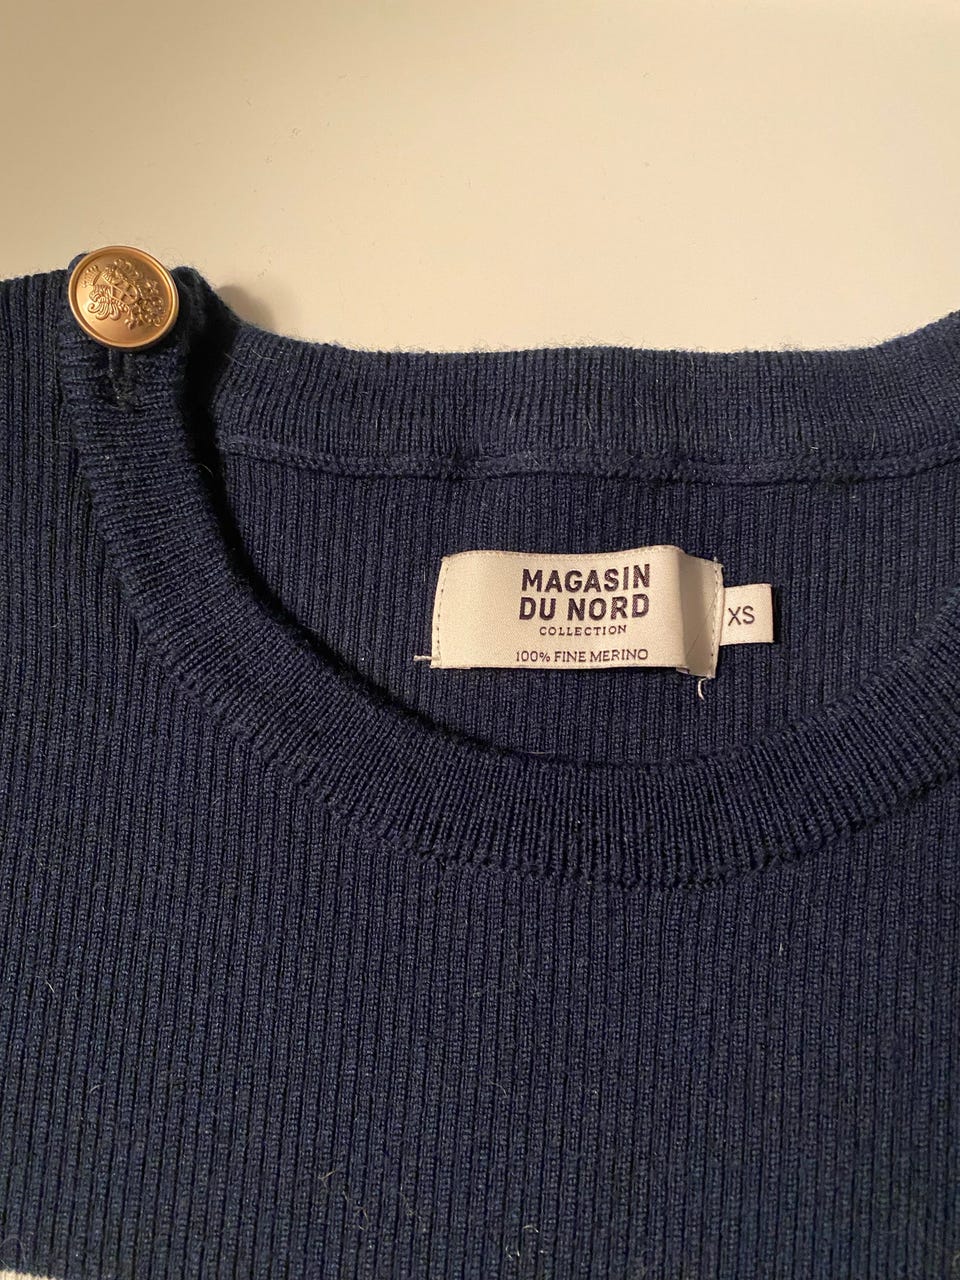 MAGASIN
DU NORD
COLLECTION
100% FINE MERINO
XS